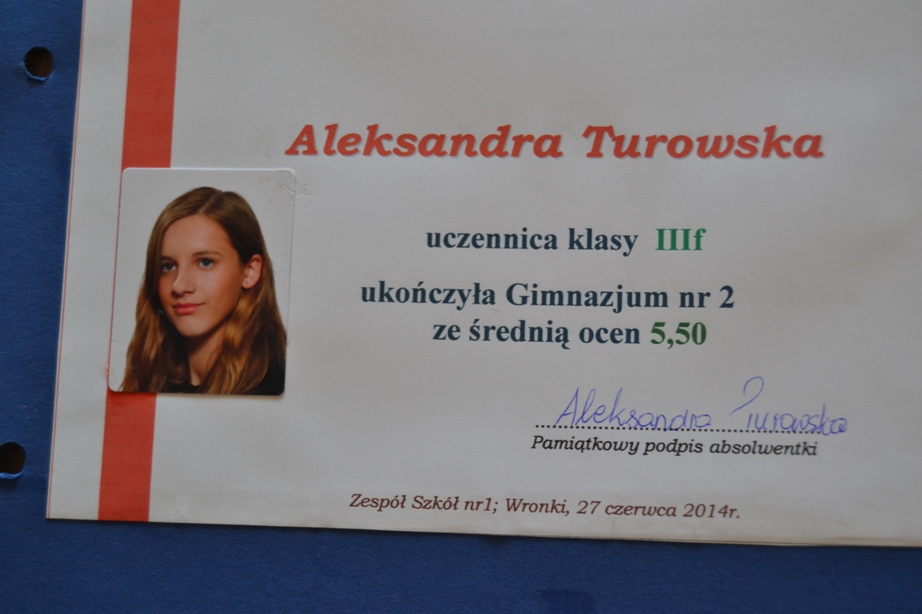 Aleksandra Turowska
uczennica klasy IIIf
ukończyła Gimnazjum nr 2
ze średnią ocen 5,50
Aleksandra Turowska
Pamiątkowy podpis absolwentki
Zespół Szkół nr1; Wronki, 27 czerwca 2014r.